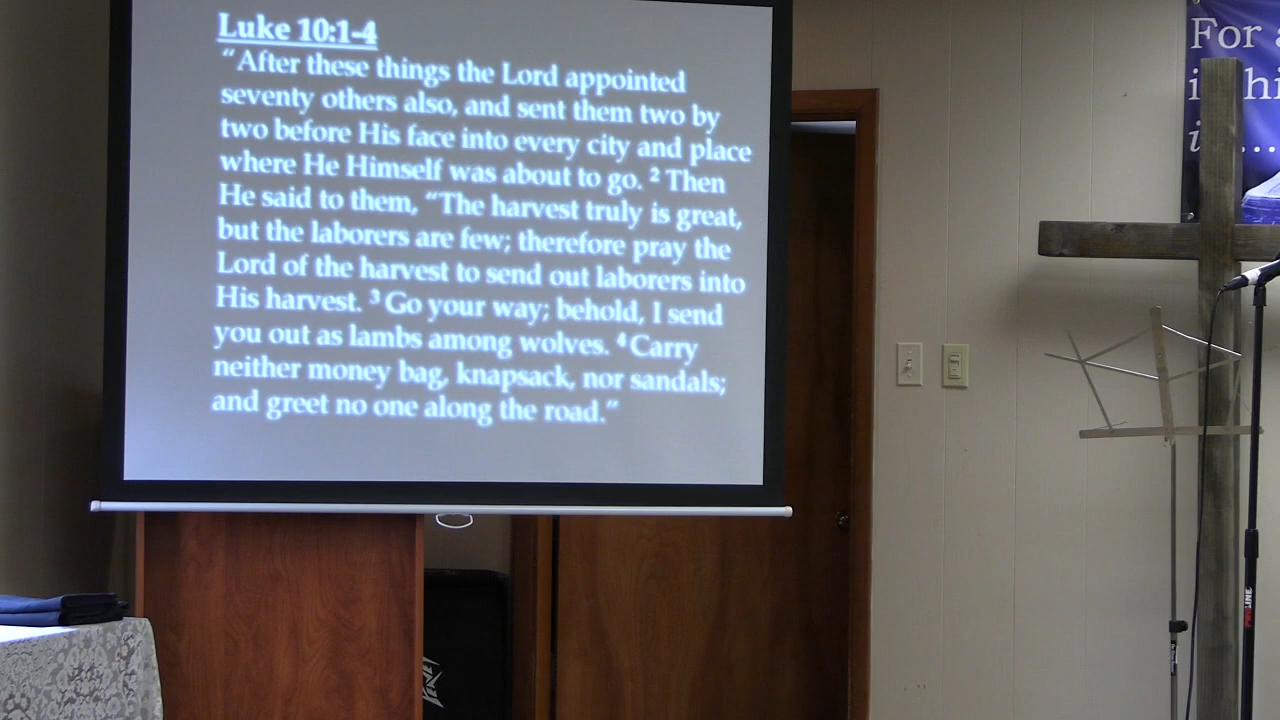 Luke 10:1-4
“After these things the Lord appointed
seventy others also, and sent them two by
two before His face into every city and place
where He Himself was about to go. ² Then
He said to them, “The harvest truly is great,
but the laborers are few; therefore pray the
Lord of the harvest to send out laborers into
His harvest. ³ Go your way; behold, I send
you out as lambs among wolves. ⁴ Carry
neither money bag, knapsack, nor sandals;
and greet no one along the road.”
For
PEAVEY